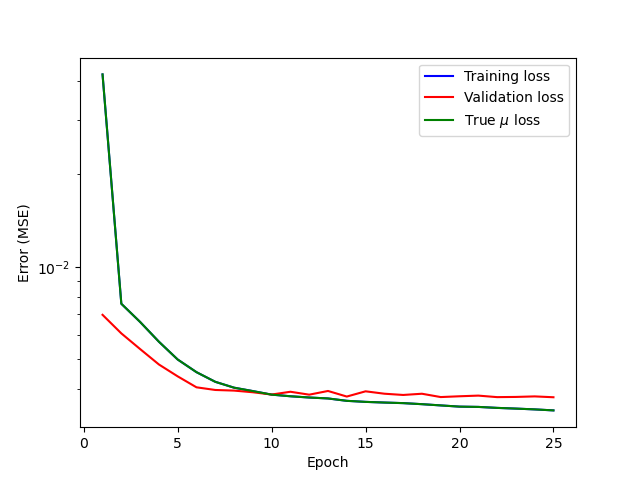 Training loss
Validation loss
True μ loss
Error (MSE)
10⁻²
0 5 10 15 20 25
Epoch